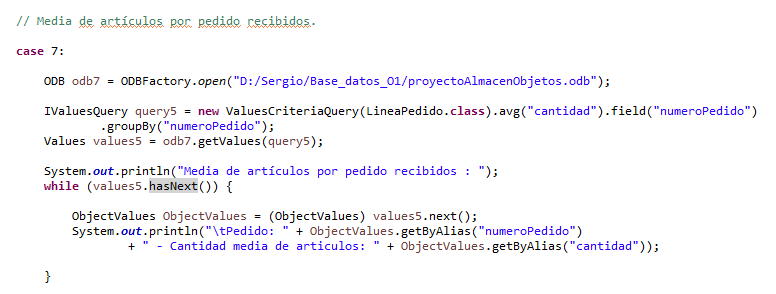 // Media de artículos por pedido recibidos.
case 7:
ODB odb7 = ODBFactory.open("D:/Sergio/Base_datos_O1/proyectoAlmacenObjetos.odb");
IValuesQuery query5 = new ValuesCriteriaQuery(LineaPedido.class).avg("cantidad").field("numeroPedido")
.groupBy("numeroPedido");
Values values5 = odb7.getValues(query5);
System.out.println("Media de artículos por pedido recibidos : ");
while (values5.hasNext()) {
ObjectValues ObjectValues = (ObjectValues) values5.next();
System.out.println("\tPedido: " + ObjectValues.getByAlias("numeroPedido")
+ " - Cantidad media de articulos: " + ObjectValues.getByAlias("cantidad"));
}